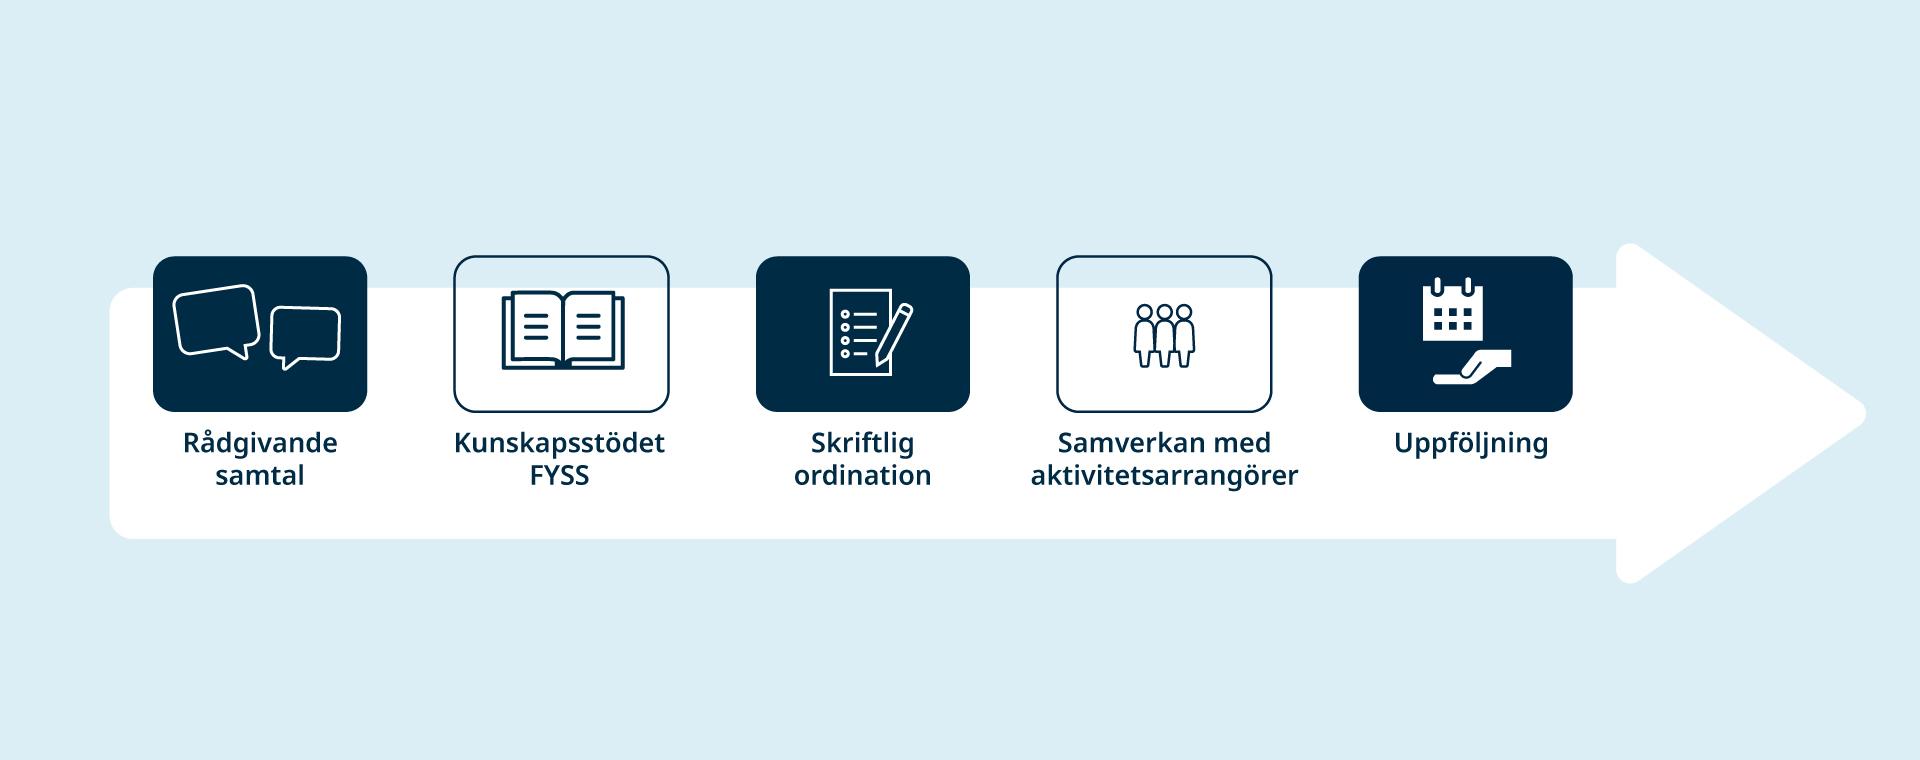 Rådgivande
samtal
Kunskapsstödet
FYSS
Skriftlig
ordination
Samverkan med
aktivitetsarrangörer
Uppföljning